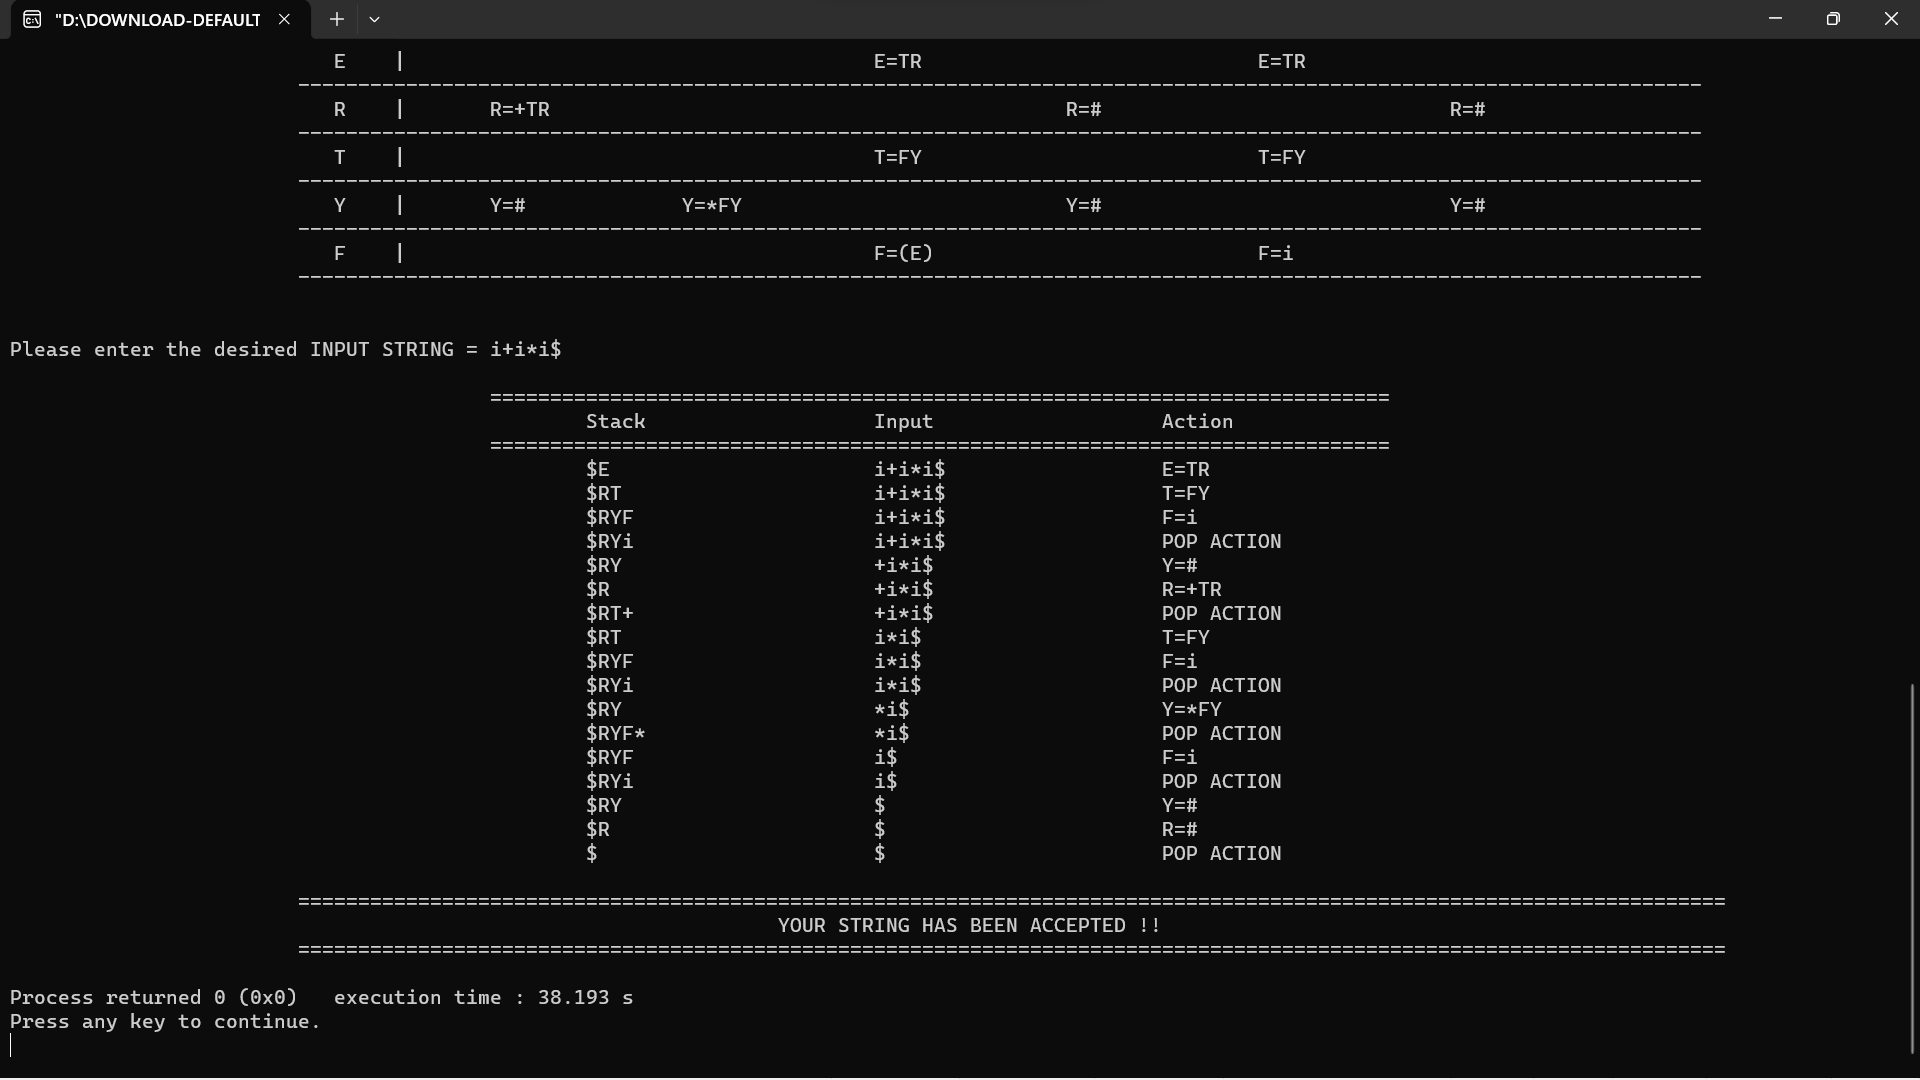 "D:\DOWNLOAD-DEFAULT
E | E=TR E=TR
---------------------------------------------------------------------------------------------------------------------
R | R=+TR R=# R=#
---------------------------------------------------------------------------------------------------------------------
T | T=FY T=FY
---------------------------------------------------------------------------------------------------------------------
Y | Y=# Y=*FY Y=# Y=#
---------------------------------------------------------------------------------------------------------------------
F | F=(E) F=i
---------------------------------------------------------------------------------------------------------------------
Please enter the desired INPUT STRING = i+i*i$
===========================================================================
Stack Input Action
===========================================================================
$E i+i*i$ E=TR
$RT i+i*i$ T=FY
$RYF i+i*i$ F=i
$RYi i+i*i$ POP ACTION
$RY +i*i$ Y=#
$R +i*i$ R=+TR
$RT+ +i*i$ POP ACTION
$RT i*i$ T=FY
$RYF i*i$ F=i
$RYi i*i$ POP ACTION
$RY *i$ Y=*FY
$RYF* *i$ POP ACTION
$RYF i$ F=i
$RYi i$ POP ACTION
$RY $ Y=#
$R $ R=#
$ $ POP ACTION
=======================================================================================================================
YOUR STRING HAS BEEN ACCEPTED !!
=======================================================================================================================
Process returned 0 (0x0) execution time : 38.193 s
Press any key to continue.